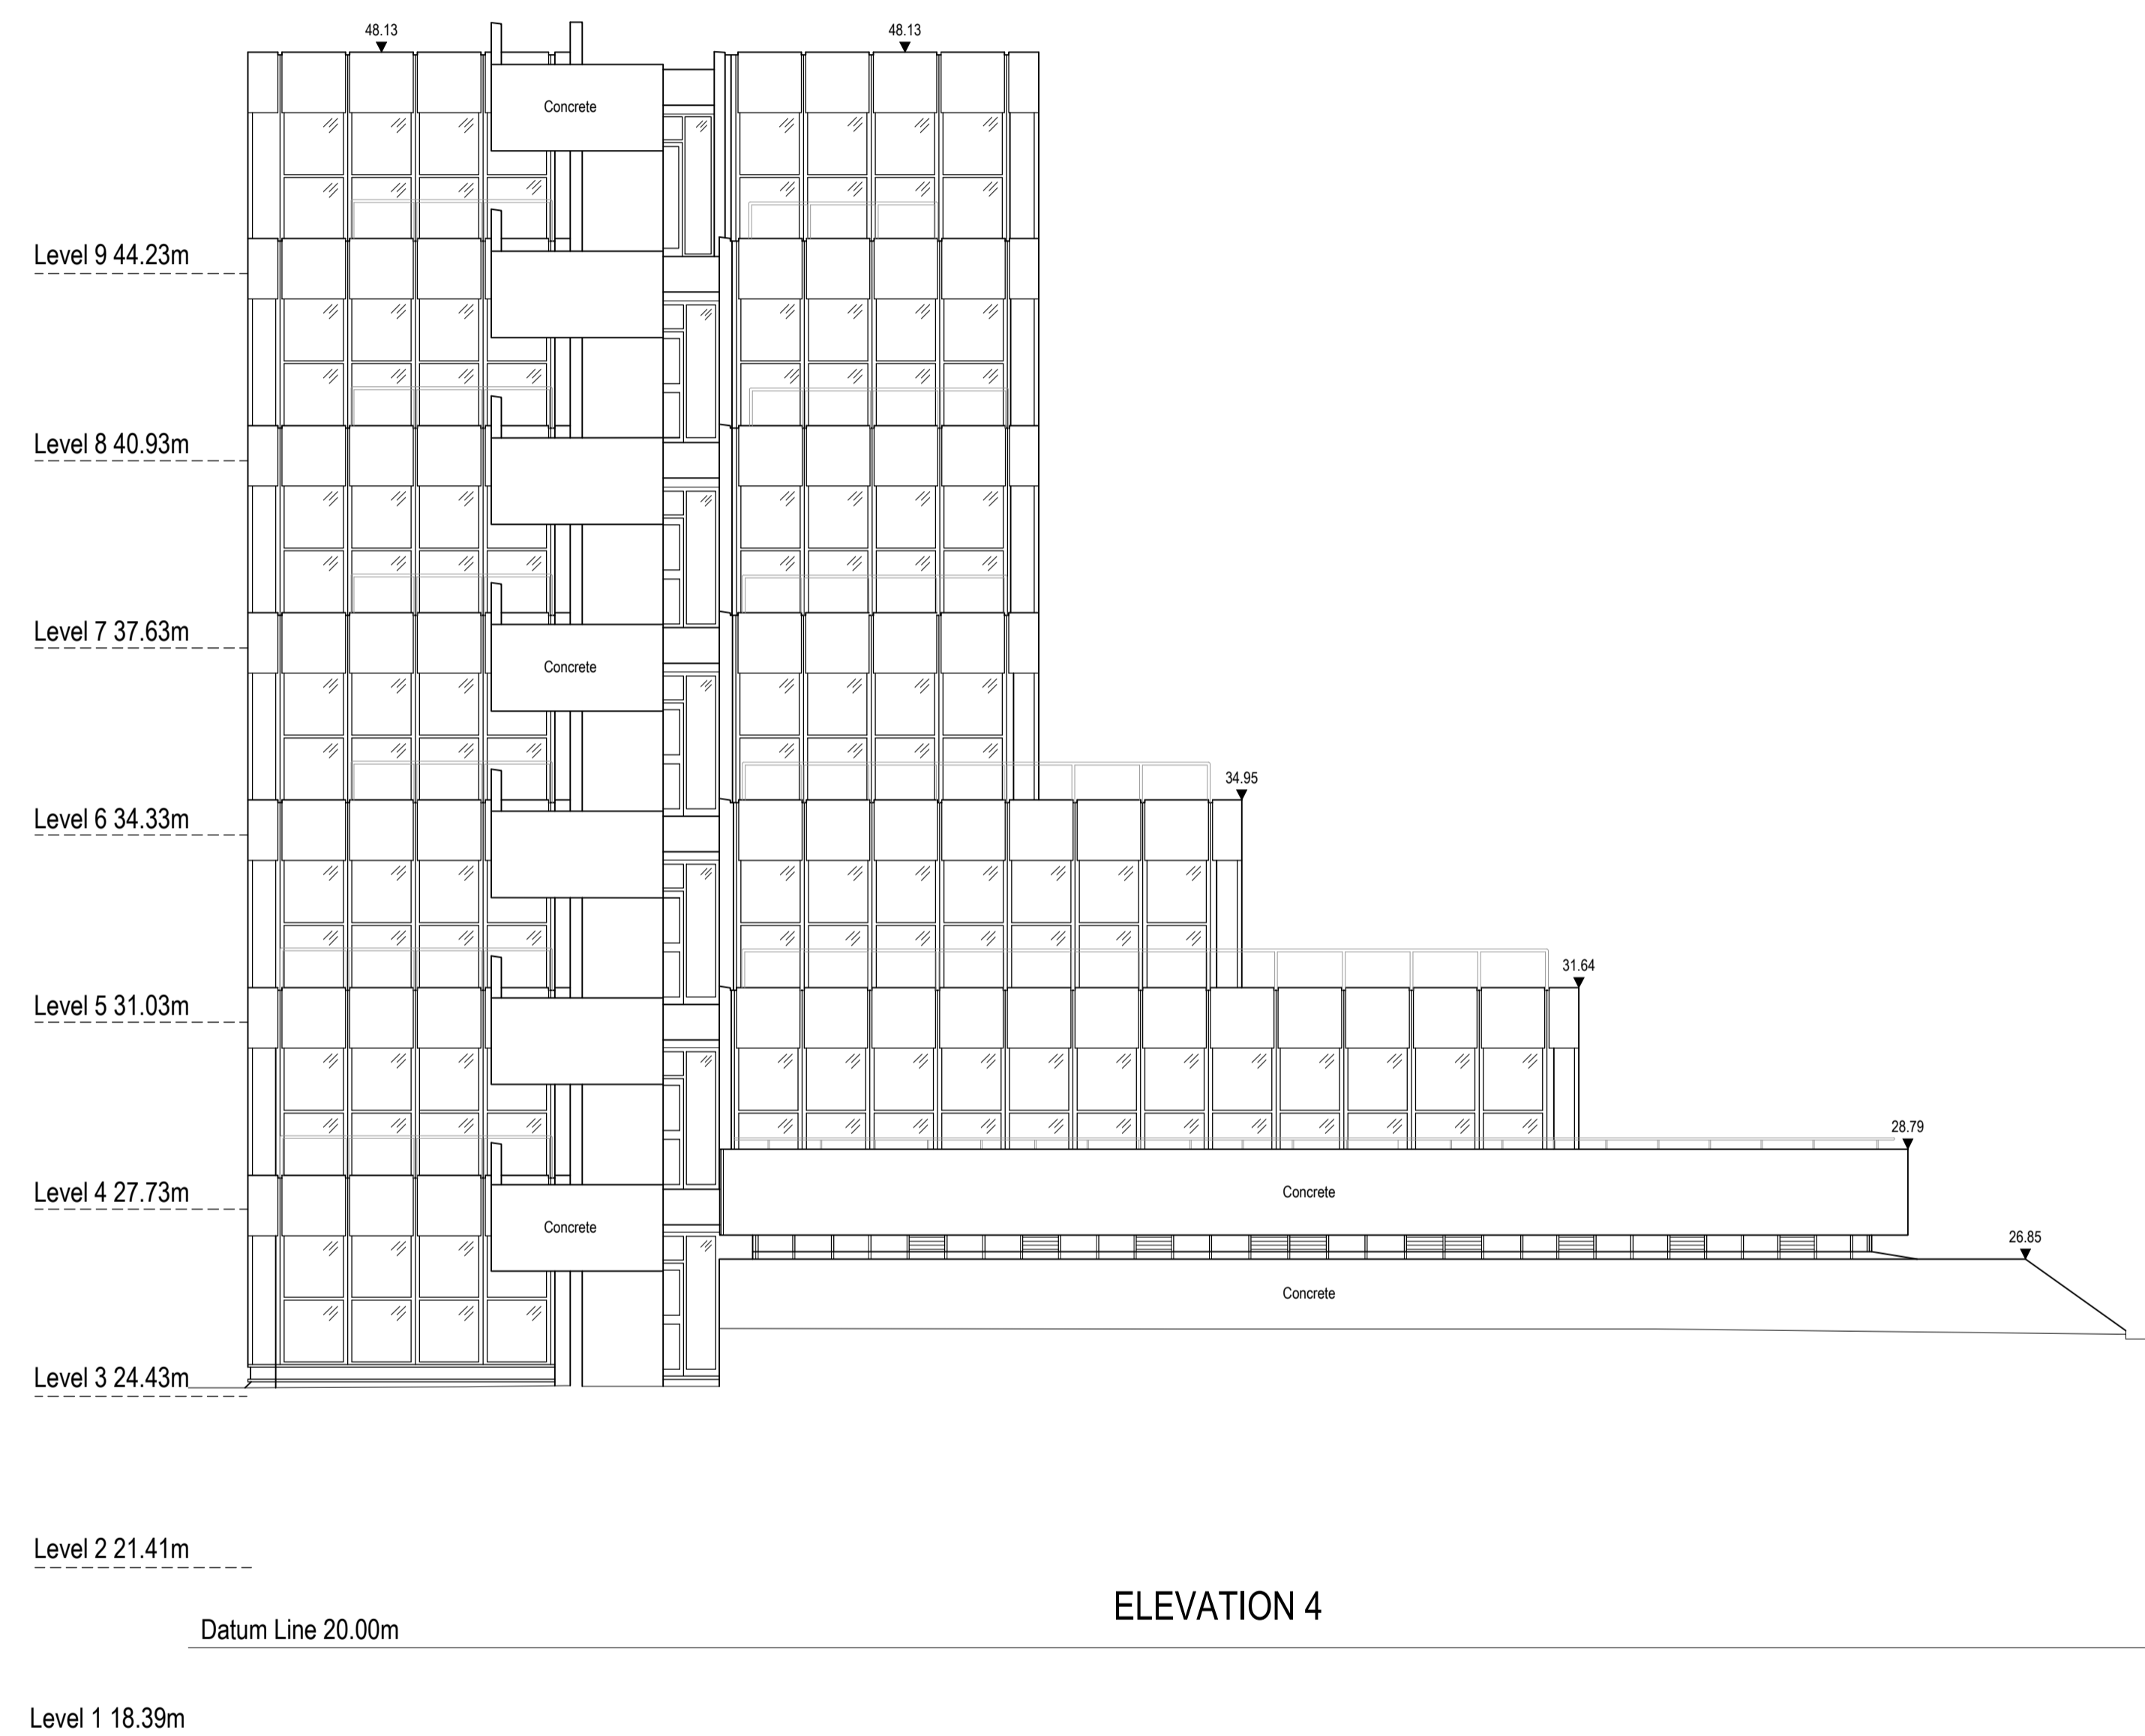 48.13
48.13
Concrete
Level 9 44.23m
Level 8 40.93m
Level 7 37.63m
Concrete
Level 6 34.33m
34.95
Level 5 31.03m
31.64
Level 4 27.73m
28.79
Concrete
Concrete
26.85
Concrete
Level 3 24.43m
Level 2 21.41m
ELEVATION 4
Datum Line 20.00m
Level 1 18.39m